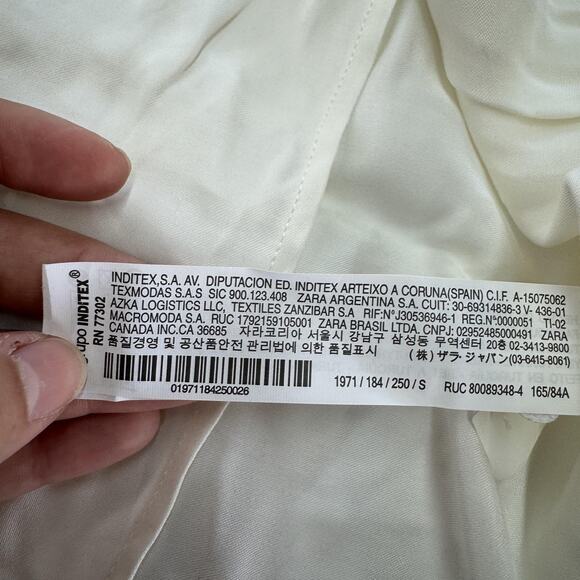 grupo INDITEX®
RN 77302
INDITEX,S.A. AV. DIPUTACION ED. INDITEX ARTEIXO A CORUNA(SPAIN) C.I.F. A-15075062
TEXMODAS S.A.S SIC 900.123.408 ZARA ARGENTINA S.A. CUIT: 30-69314836-3 V- 436-01
AZKA LOGISTICS LLC, TEXTILES ZANZIBAR S.A RIF:NºJ30536946-1 REG.Nº0000051 TI-02
MACROMODA S.A. RUC 1792159105001 ZARA BRASIL LTDA. CNPJ: 02952485000491 ZARA
CANADA INC.CA 36685 자라코리아 서울시 강남구 삼성동 무역센터 20층 02-3413-9800
품질경영 및 공산품안전 관리법에 의한 품질표시 (株) ザラ・ジャパン(03-6415-8061)
01971184250026 1971 / 184 / 250 / S RUC 80089348-4 165/84A